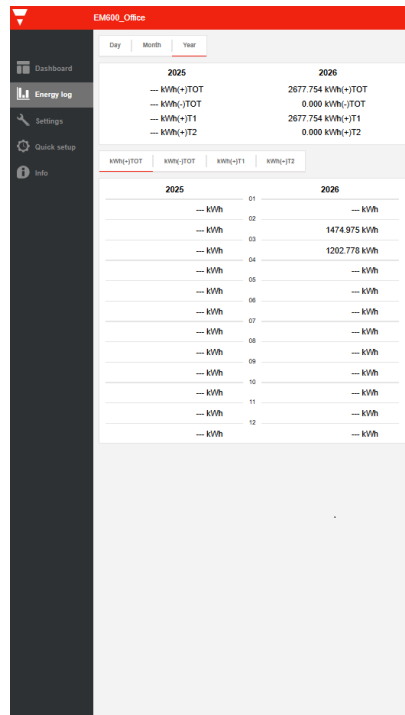 EM600_Office
Day Month Year
Dashboard
Energy log
Settings
Quick setup
Info
2025 2026
--- kWh(+)TOT 2677.754 kWh(+)TOT
--- kWh(-)TOT 0.000 kWh(-)TOT
--- kWh(+)T1 2677.754 kWh(+)T1
--- kWh(+)T2 0.000 kWh(+)T2
kWh(+)TOT kWh(-)TOT kWh(+)T1 kWh(+)T2
2025 2026
01
--- kWh --- kWh
02
--- kWh 1474.975 kWh
03
--- kWh 1202.778 kWh
04
--- kWh --- kWh
05
--- kWh --- kWh
06
--- kWh --- kWh
07
--- kWh --- kWh
08
--- kWh --- kWh
09
--- kWh --- kWh
10
--- kWh --- kWh
11
--- kWh --- kWh
12
--- kWh --- kWh